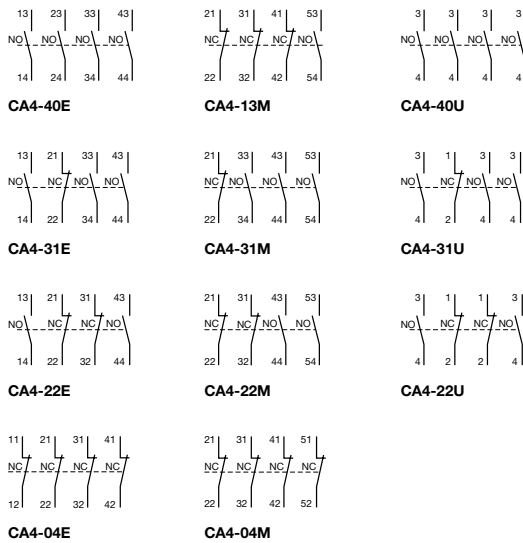 13 23 33 43
NO NO NO NO
14 24 34 44
CA4-40E
21 31 41 53
NC NC NC NO
22 32 42 54
CA4-13M
3 3 3 3
NO NO NO NO
4 4 4 4
CA4-40U
13 21 33 43
NO NC NO NO
14 22 34 44
CA4-31E
21 33 43 53
NC NO NO NO
22 34 44 54
CA4-31M
3 1 3 3
NO NC NO NO
4 2 4 4
CA4-31U
13 21 31 43
NO NC NC NO
14 22 32 44
CA4-22E
21 31 43 53
NC NC NO NO
22 32 44 54
CA4-22M
3 1 1 3
NO NC NC NO
4 2 2 4
CA4-22U
11 21 31 41
NC NC NC NC
12 22 32 42
CA4-04E
21 31 41 51
NC NC NC NC
22 32 42 52
CA4-04M